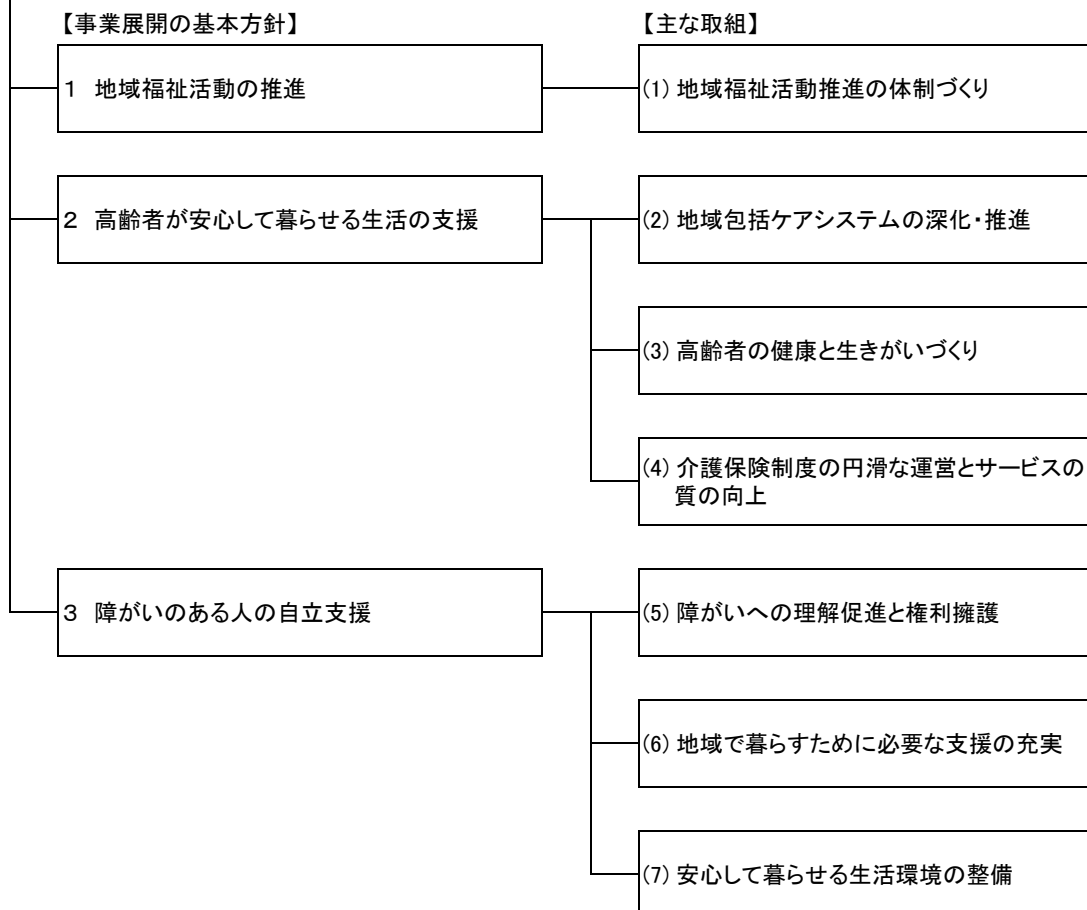 【事業展開の基本方針】
【主な取組】
1 地域福祉活動の推進
(1) 地域福祉活動推進の体制づくり
2 高齢者が安心して暮らせる生活の支援
(2) 地域包括ケアシステムの深化・推進
(3) 高齢者の健康と生きがいづくり
(4) 介護保険制度の円滑な運営とサービスの
質の向上
3 障がいのある人の自立支援
(5) 障がいへの理解促進と権利擁護
(6) 地域で暮らすために必要な支援の充実
(7) 安心して暮らせる生活環境の整備